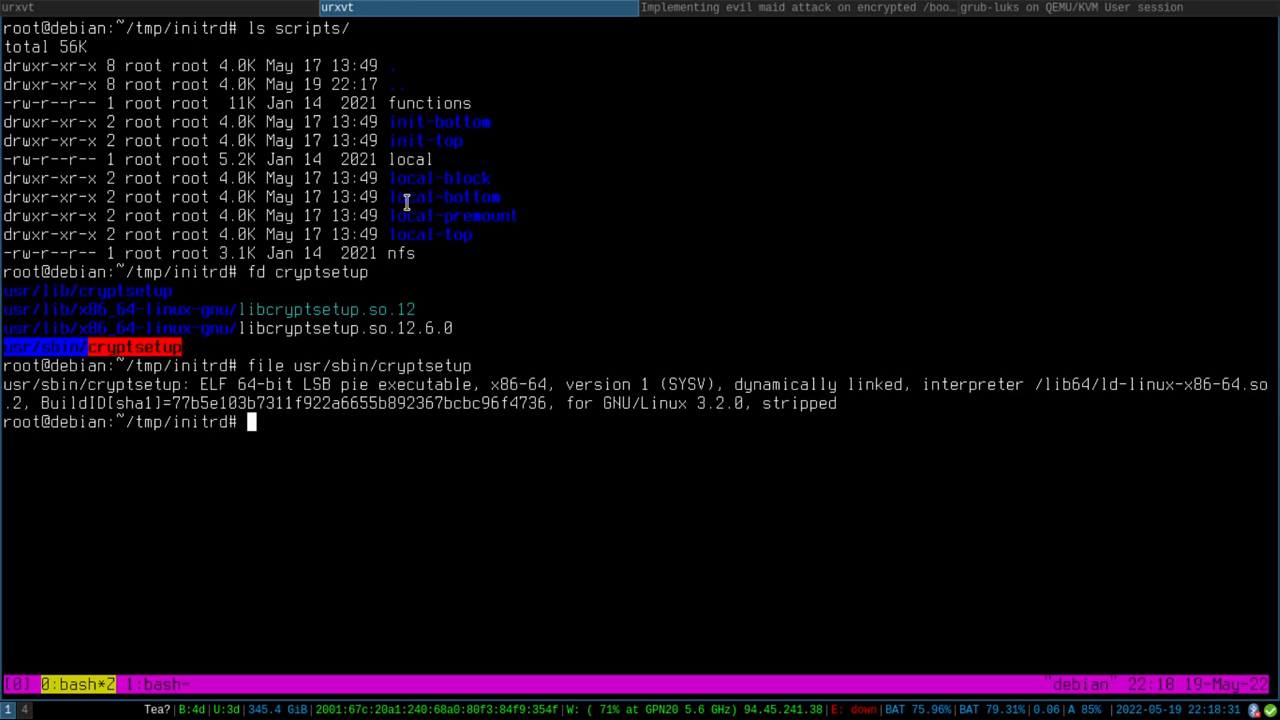 urxvt urxvt Implementing evil maid attack on encrypted /boo… grub-luks on QEMU/KVM User session
root@debian:~/tmp/initrd# ls scripts/
total 56K
drwxr-xr-x 8 root root 4.0K May 17 13:49 .
drwxr-xr-x 8 root root 4.0K May 19 22:17 ..
-rw-r--r-- 1 root root  11K Jan 14  2021 functions
drwxr-xr-x 2 root root 4.0K May 17 13:49 init-bottom
drwxr-xr-x 2 root root 4.0K May 17 13:49 init-top
-rw-r--r-- 1 root root 5.2K Jan 14  2021 local
drwxr-xr-x 2 root root 4.0K May 17 13:49 local-block
drwxr-xr-x 2 root root 4.0K May 17 13:49 local-bottom
drwxr-xr-x 2 root root 4.0K May 17 13:49 local-premount
drwxr-xr-x 2 root root 4.0K May 17 13:49 local-top
-rw-r--r-- 1 root root 3.1K Jan 14  2021 nfs
root@debian:~/tmp/initrd# fd cryptsetup
usr/lib/cryptsetup
usr/lib/x86_64-linux-gnu/libcryptsetup.so.12
usr/lib/x86_64-linux-gnu/libcryptsetup.so.12.6.0
usr/sbin/cryptsetup
root@debian:~/tmp/initrd# file usr/sbin/cryptsetup
usr/sbin/cryptsetup: ELF 64-bit LSB pie executable, x86-64, version 1 (SYSV), dynamically linked, interpreter /lib64/ld-linux-x86-64.so
.2, BuildID[sha1]=77b5e103b7311f922a6655b892367bcbc96f4736, for GNU/Linux 3.2.0, stripped
root@debian:~/tmp/initrd#
[0] 0:bash*Z 1:bash- "debian" 22:18 19-May-22
1 4 Tea?|B:4d|U:3d|345.4 GiB|2001:67c:20a1:240:68a0:80f3:84f9:354f|W: ( 71% at GPN20 5.6 GHz) 94.45.241.38|E: down|BAT 75.96%|BAT 79.31%|0.06|A 85% |2022-05-19 22:18:31